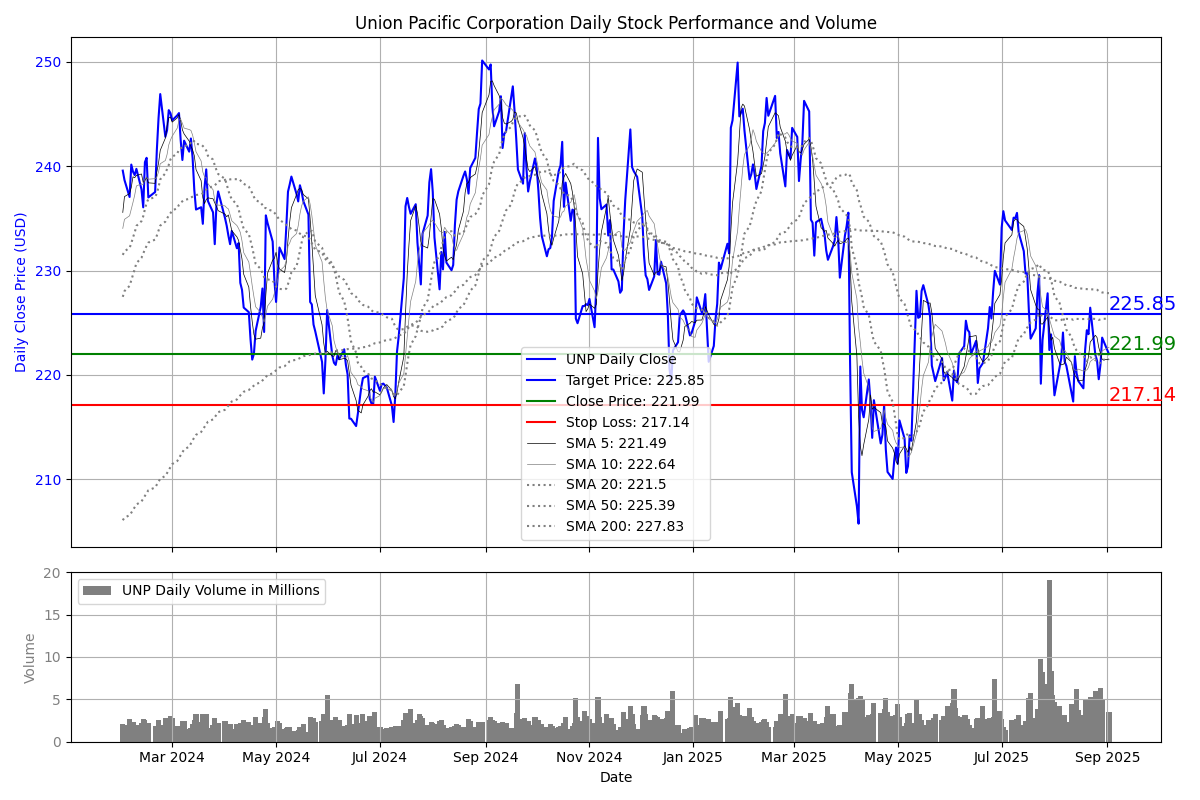 Union Pacific Corporation Daily Stock Performance and Volume
Daily Close Price (USD)
250
240
230
220
210
225.85
221.99
217.14
UNP Daily Close
Target Price: 225.85
Close Price: 221.99
Stop Loss: 217.14
SMA 5: 221.49
SMA 10: 222.64
SMA 20: 221.5
SMA 50: 225.39
SMA 200: 227.83
Volume
20
15
10
5
0
UNP Daily Volume in Millions
Mar 2024 May 2024 Jul 2024 Sep 2024 Nov 2024 Jan 2025 Mar 2025 May 2025 Jul 2025 Sep 2025
Date